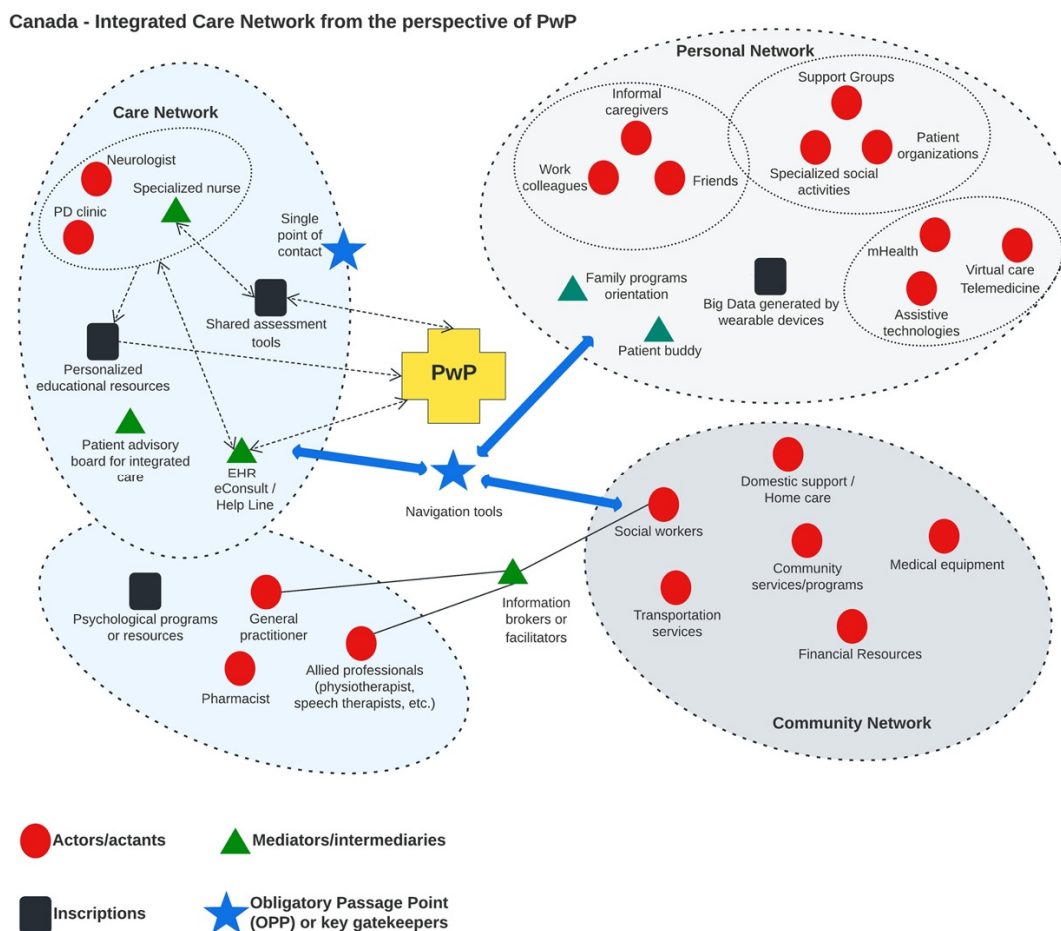 Canada - Integrated Care Network from the perspective of PwP
Personal Network
Care Network
Neurologist
Specialized nurse
PD clinic
Single
point of
contact
Shared assessment
tools
Personalized
educational resources
Patient advisory
board for integrated
care
EHR
eConsult /
Help Line
PwP
Navigation tools
Informal
caregivers
Work
colleagues
Friends
Support Groups
Patient
organizations
Specialized social
activities
mHealth
Virtual care
Telemedicine
Assistive
technologies
Family programs
orientation
Big Data generated by
wearable devices
Patient buddy
Domestic support /
Home care
Social workers
Community
services/programs
Medical equipment
Transportation
services
Financial Resources
Community Network
Psychological programs
or resources
General
practitioner
Information
brokers or
facilitators
Pharmacist
Allied professionals
(physiotherapist,
speech therapists, etc.)
Actors/actants
Mediators/intermediaries
Inscriptions
Obligatory Passage Point
(OPP) or key gatekeepers